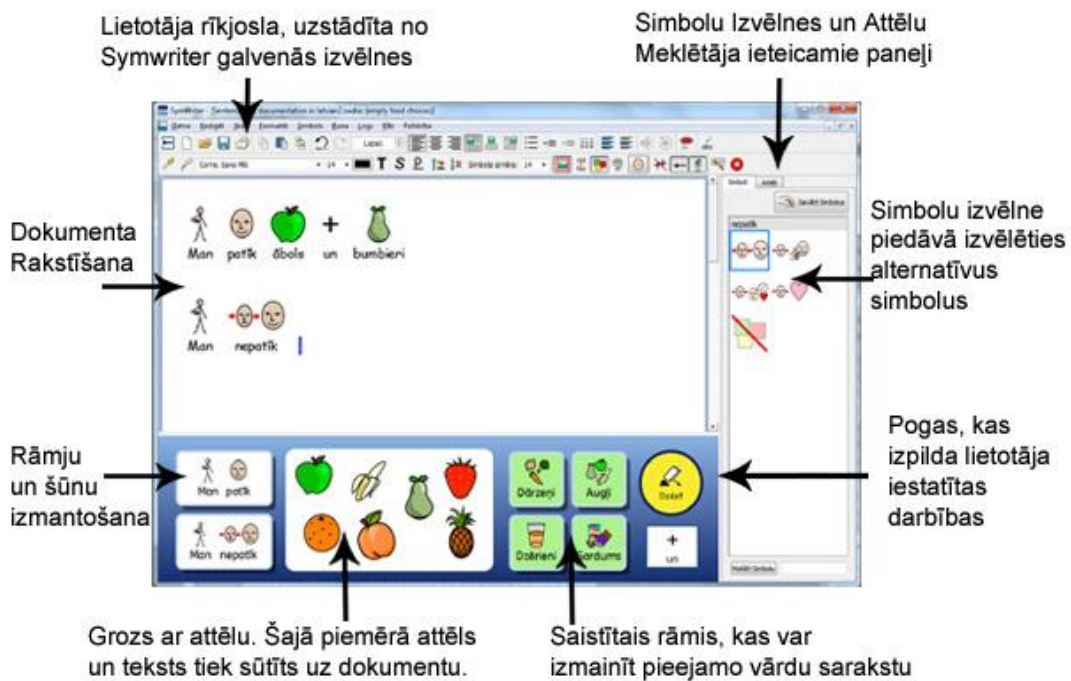 Lietotāja rīkjosla, uzstādīta no
Symwriter galvenās izvēlnes
Simbolu Izvēlnes un Attēlu
Meklētāja ieteicamie paneļi
Dokumenta
Rakstīšana
Man patīk ābols un bumbieri
Man nepatīk
nepatīk
Simbolu izvēlne
piedāvā izvēlēties
alternatīvus
simbolus
Rāmju
un šūnu
izmantošana
Man patīk
Man nepatīk
Dārzeņi
Augļi
Dzērieni
Gardums
Dzēst
+
un
Pogas, kas
izpilda lietotāja
iestatītas
darbības
Grozs ar attēlu. Šajā piemērā attēls
un teksts tiek sūtīts uz dokumentu.
Saistītais rāmis, kas var
izmainīt pieejamo vārdu sarakstu